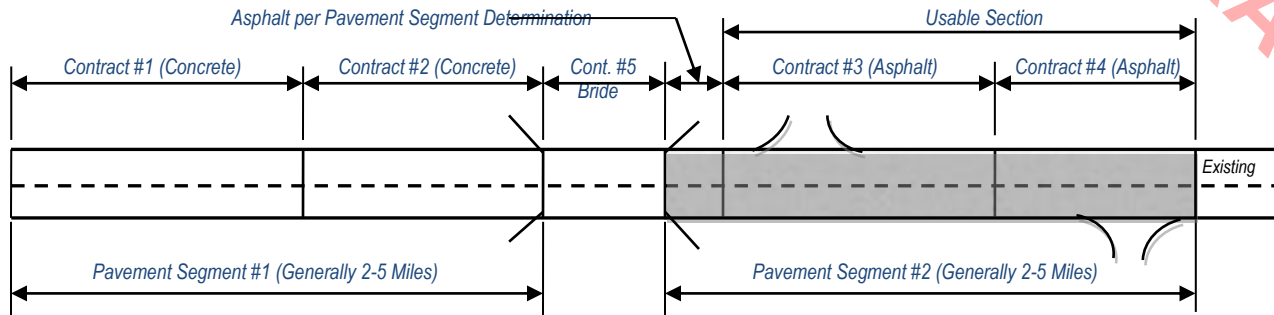 Asphalt per Pavement Segment Determination
Usable Section
Contract #1 (Concrete)
Contract #2 (Concrete)
Cont. #5
Bride
Contract #3 (Asphalt)
Contract #4 (Asphalt)
Existing
Pavement Segment #1 (Generally 2-5 Miles)
Pavement Segment #2 (Generally 2-5 Miles)